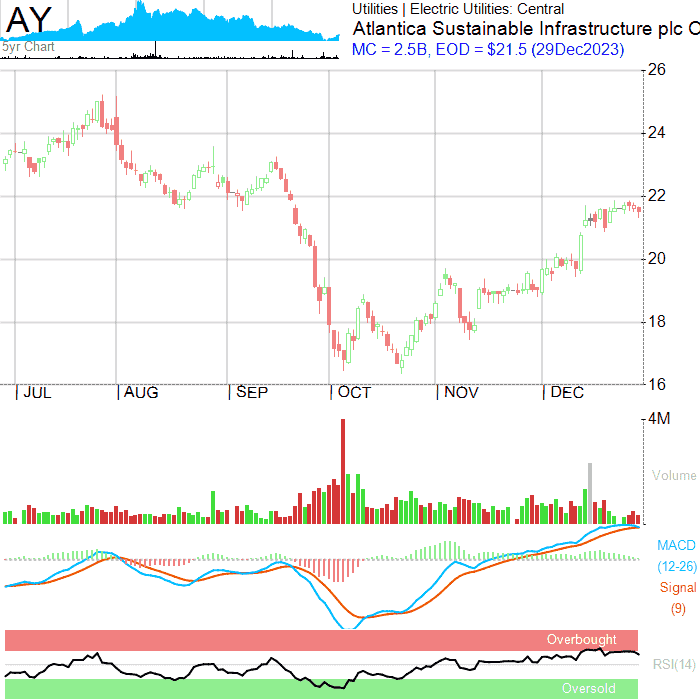 AY
5yr Chart
Utilities | Electric Utilities: Central
Atlantica Sustainable Infrastructure plc O
MC = 2.5B, EOD = $21.5 (29Dec2023)
26
24
22
20
18
16
| JUL | AUG | SEP | OCT | NOV | DEC
4M
Volume
MACD
(12-26)
Signal
(9)
Overbought
RSI(14)
Oversold